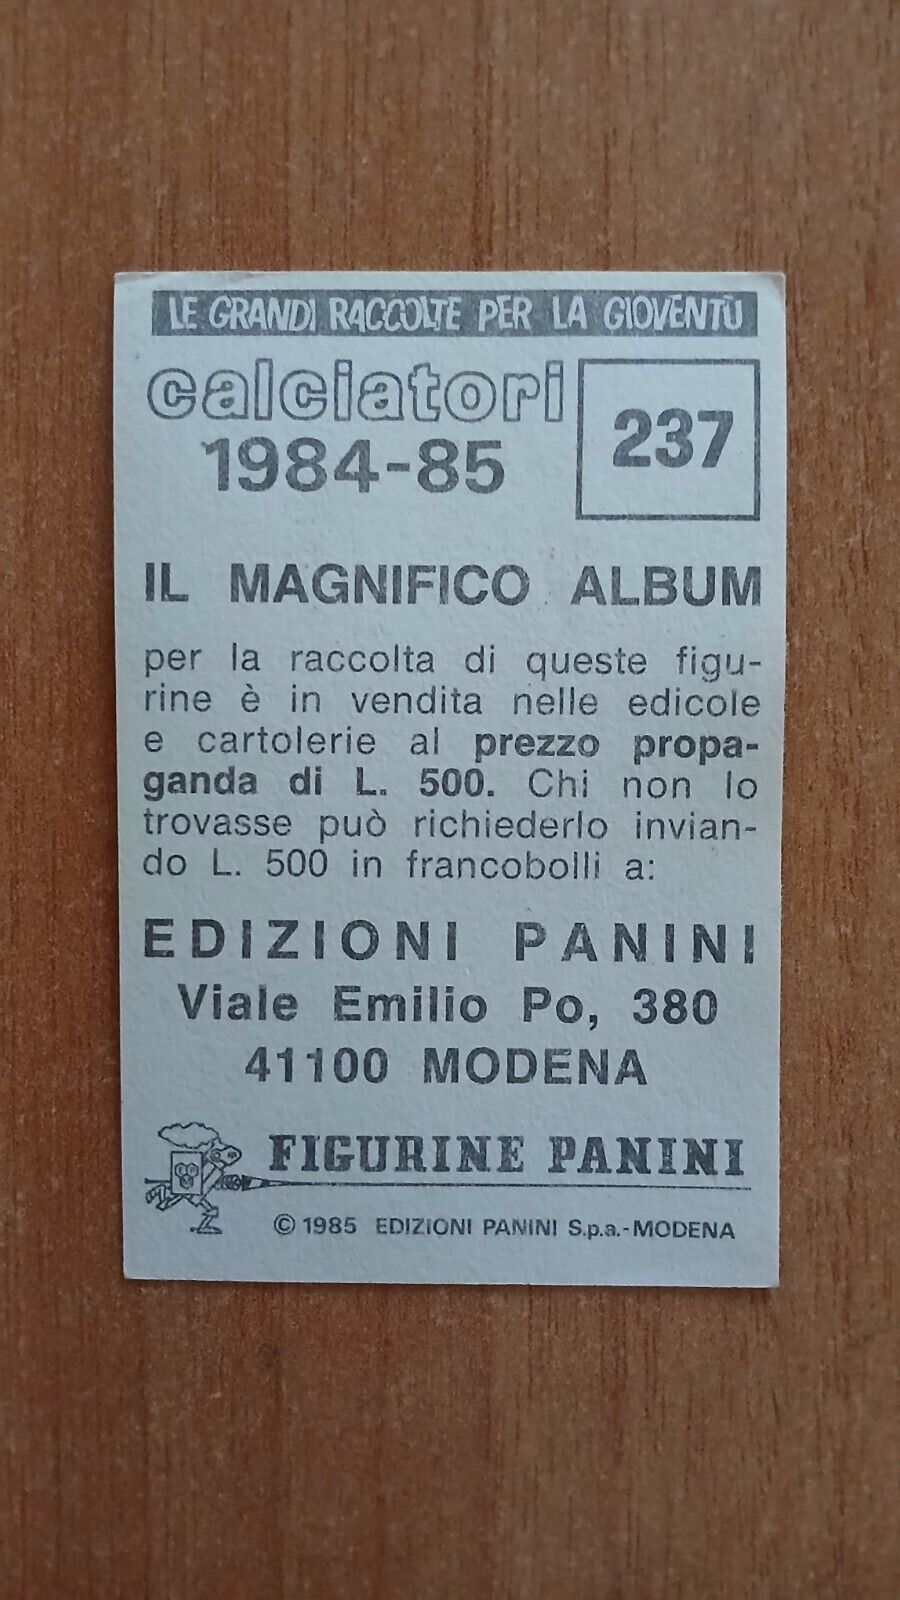 LE GRANDI RACCOLTE PER LA GIOVENTÙ
calciatori
1984-85
237
IL MAGNIFICO ALBUM
per la raccolta di queste figu-
rine è in vendita nelle edicole
e cartolerie al prezzo propa-
ganda di L. 500. Chi non lo
trovasse può richiederlo invian-
do L. 500 in francobolli a:
EDIZIONI PANINI
Viale Emilio Po, 380
41100 MODENA
FIGURINE PANINI
© 1985 EDIZIONI PANINI S.p.a.-MODENA